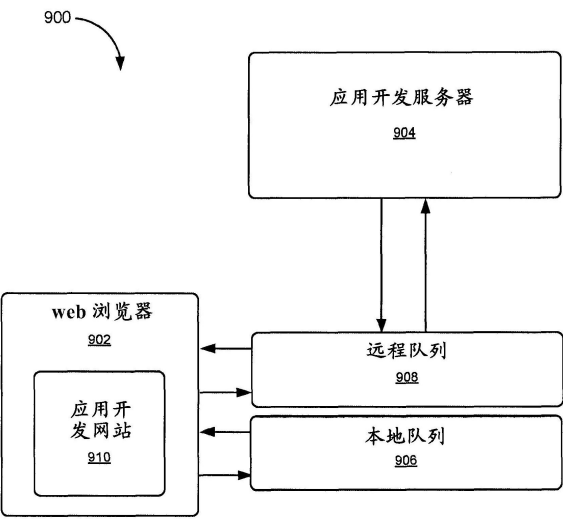 900
应用开发服务器
904
web 浏览器
902
应用开
发网站
910
远程队列
908
本地队列
906